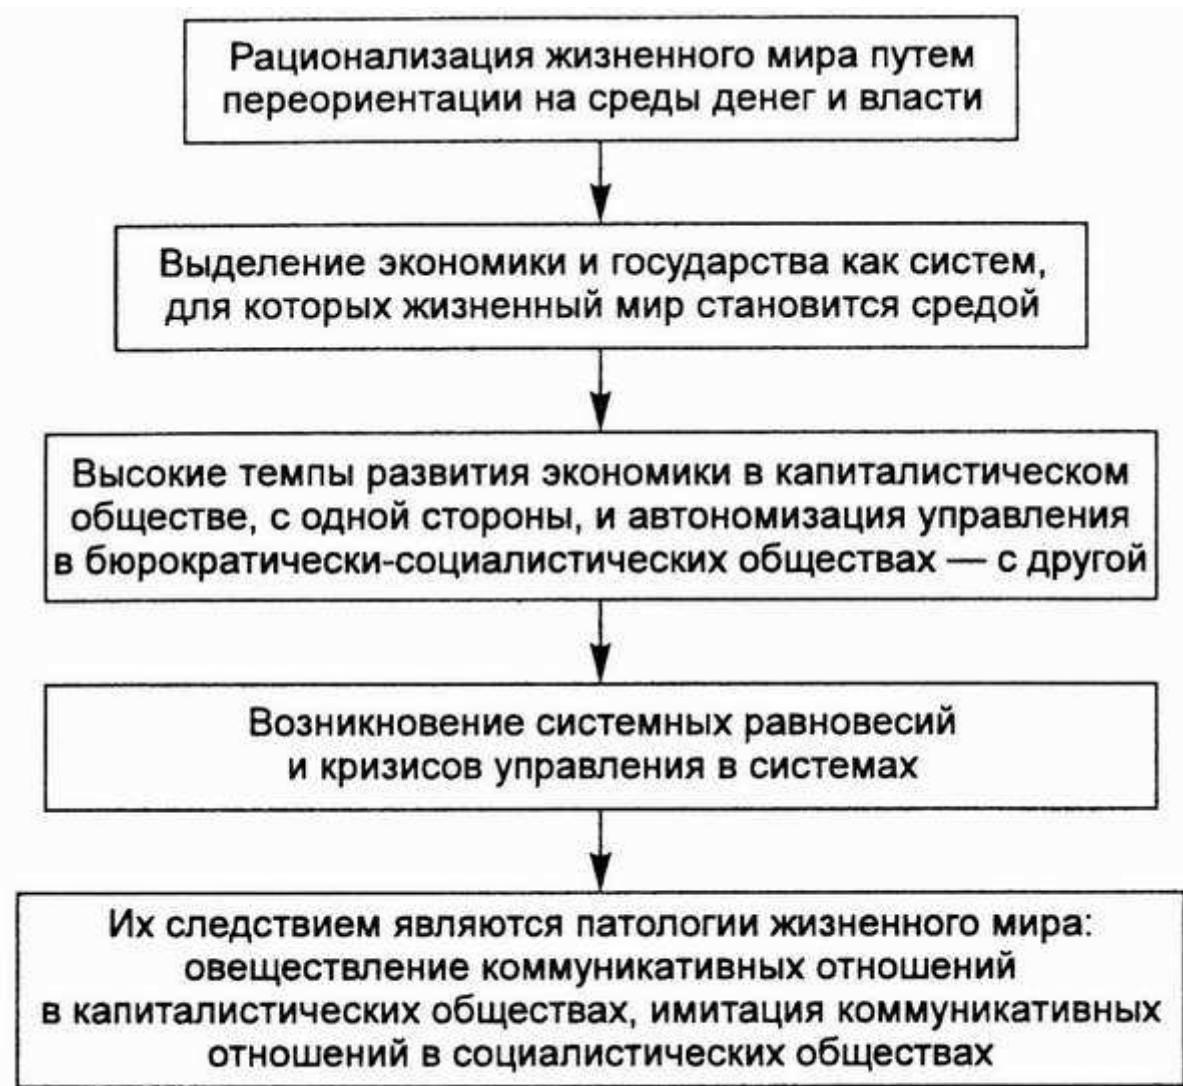 Рационализация жизненного мира путем
переориентации на среды денег и власти
Выделение экономики и государства как систем,
для которых жизненный мир становится средой
Высокие темпы развития экономики в капиталистическом
обществе, с одной стороны, и автономизация управления
в бюрократически-социалистических обществах — с другой
Возникновение системных равновесий
и кризисов управления в системах
Их следствием являются патологии жизненного мира:
овеществление коммуникативных отношений
в капиталистических обществах, имитация коммуникативных
отношений в социалистических обществах